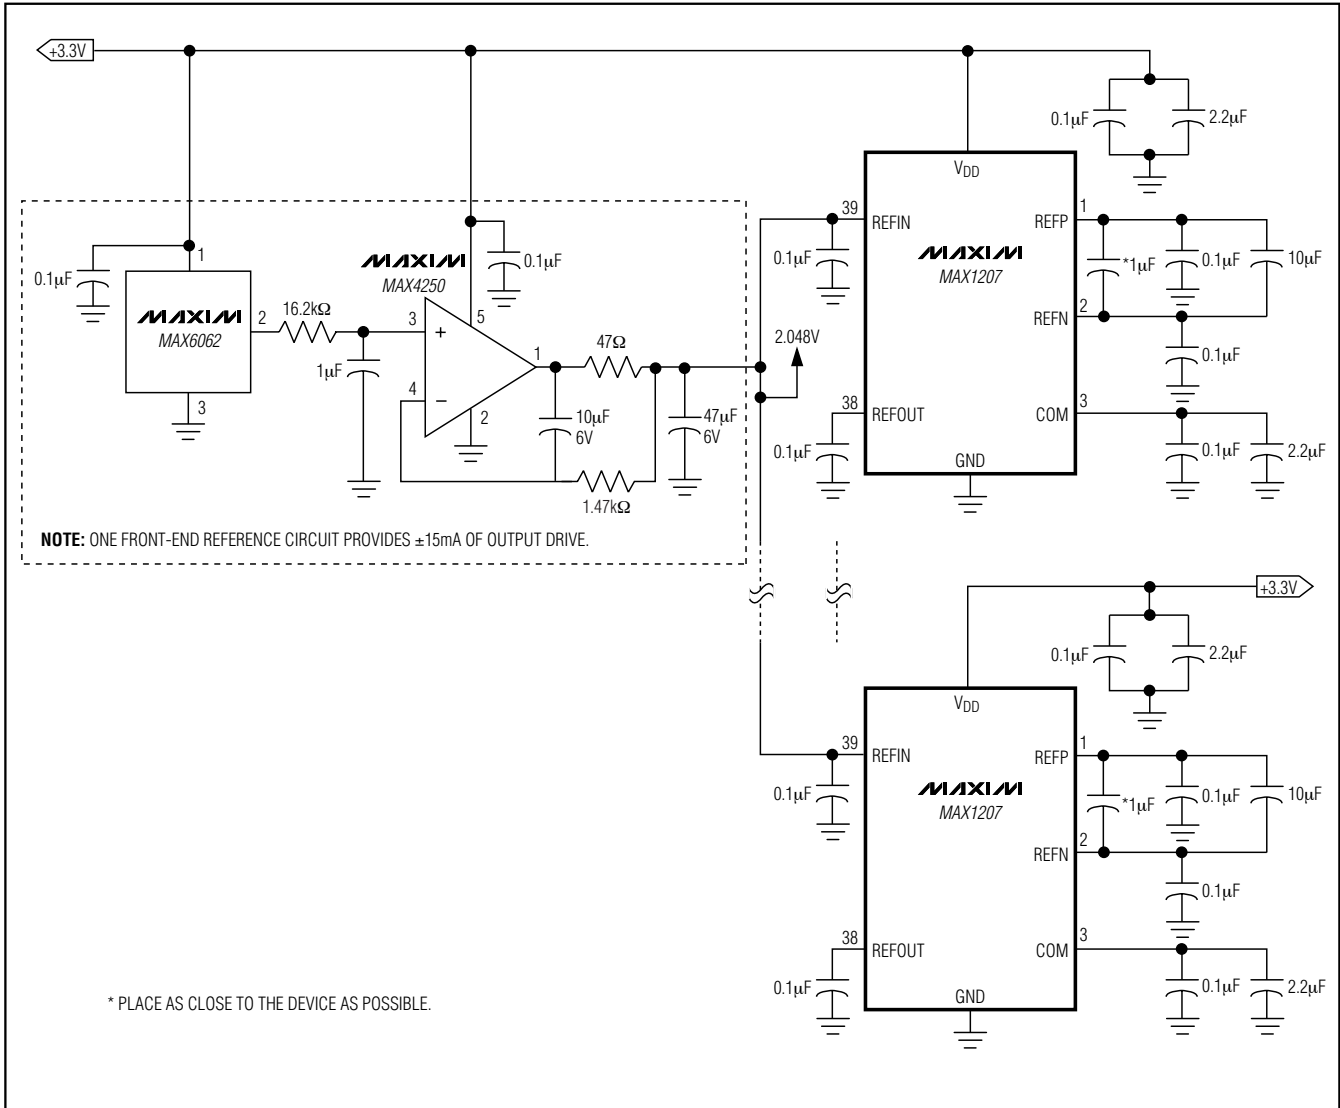 +3.3V
0.1μF
2.2μF
VDD
39
REFIN
REFP
1
MAXIM
MAX1207
0.1μF
*1μF
0.1μF
10μF
REFN
2
0.1μF
38
REFOUT
COM
3
0.1μF
0.1μF
2.2μF
GND
0.1μF
1
MAXIM
MAX6062
2
3
16.2kΩ
1μF
MAXIM
MAX4250
0.1μF
3
+
5
4
−
2
1
47Ω
10μF
6V
1.47kΩ
47μF
6V
2.048V
NOTE: ONE FRONT-END REFERENCE CIRCUIT PROVIDES ±15mA OF OUTPUT DRIVE.
+3.3V
0.1μF
2.2μF
VDD
39
REFIN
REFP
1
MAXIM
MAX1207
0.1μF
*1μF
0.1μF
10μF
REFN
2
0.1μF
38
REFOUT
COM
3
0.1μF
0.1μF
2.2μF
GND
* PLACE AS CLOSE TO THE DEVICE AS POSSIBLE.